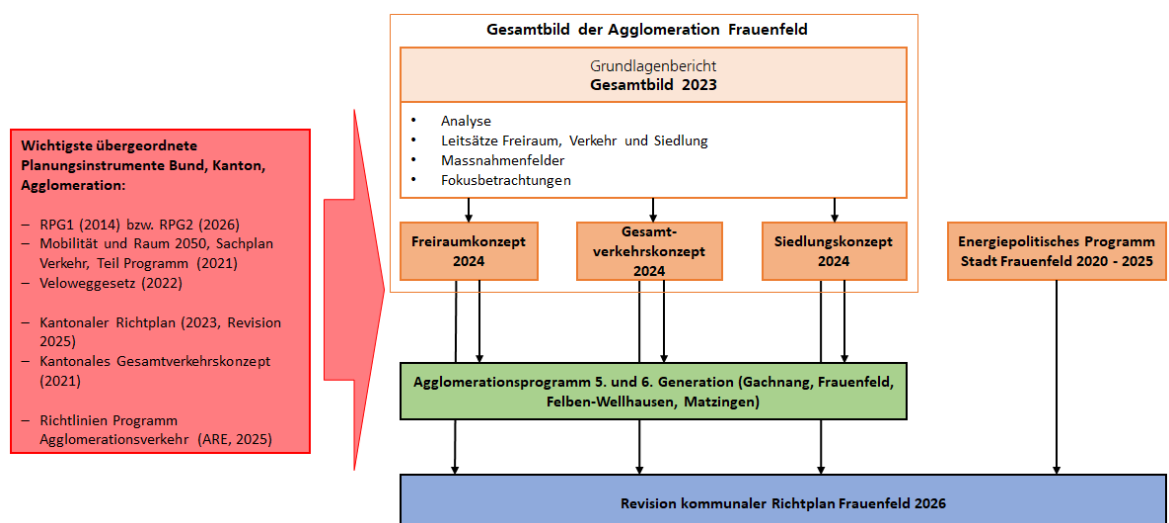 Gesamtbild der Agglomeration Frauenfeld
Grundlagenbericht
Gesamtbild 2023
• Analyse
• Leitsätze Freiraum, Verkehr und Siedlung
• Massnahmenfelder
• Fokusbetrachtungen
Wichtigste übergeordnete
Planungsinstrumente Bund, Kanton,
Agglomeration:
– RPG1 (2014) bzw. RPG2 (2026)
– Mobilität und Raum 2050, Sachplan
Verkehr, Teil Programm (2021)
– Veloweggesetz (2022)
– Kantonaler Richtplan (2023, Revision
2025)
– Kantonales Gesamtverkehrskonzept
(2021)
– Richtlinien Programm
Agglomerationsverkehr (ARE, 2025)
Freiraumkonzept
2024
Gesamt-
verkehrskonzept
2024
Siedlungskonzept
2024
Energiepolitisches Programm
Stadt Frauenfeld 2020 - 2025
Agglomerationsprogramm 5. und 6. Generation (Gachnang, Frauenfeld,
Felben-Wellhausen, Matzingen)
Revision kommunaler Richtplan Frauenfeld 2026